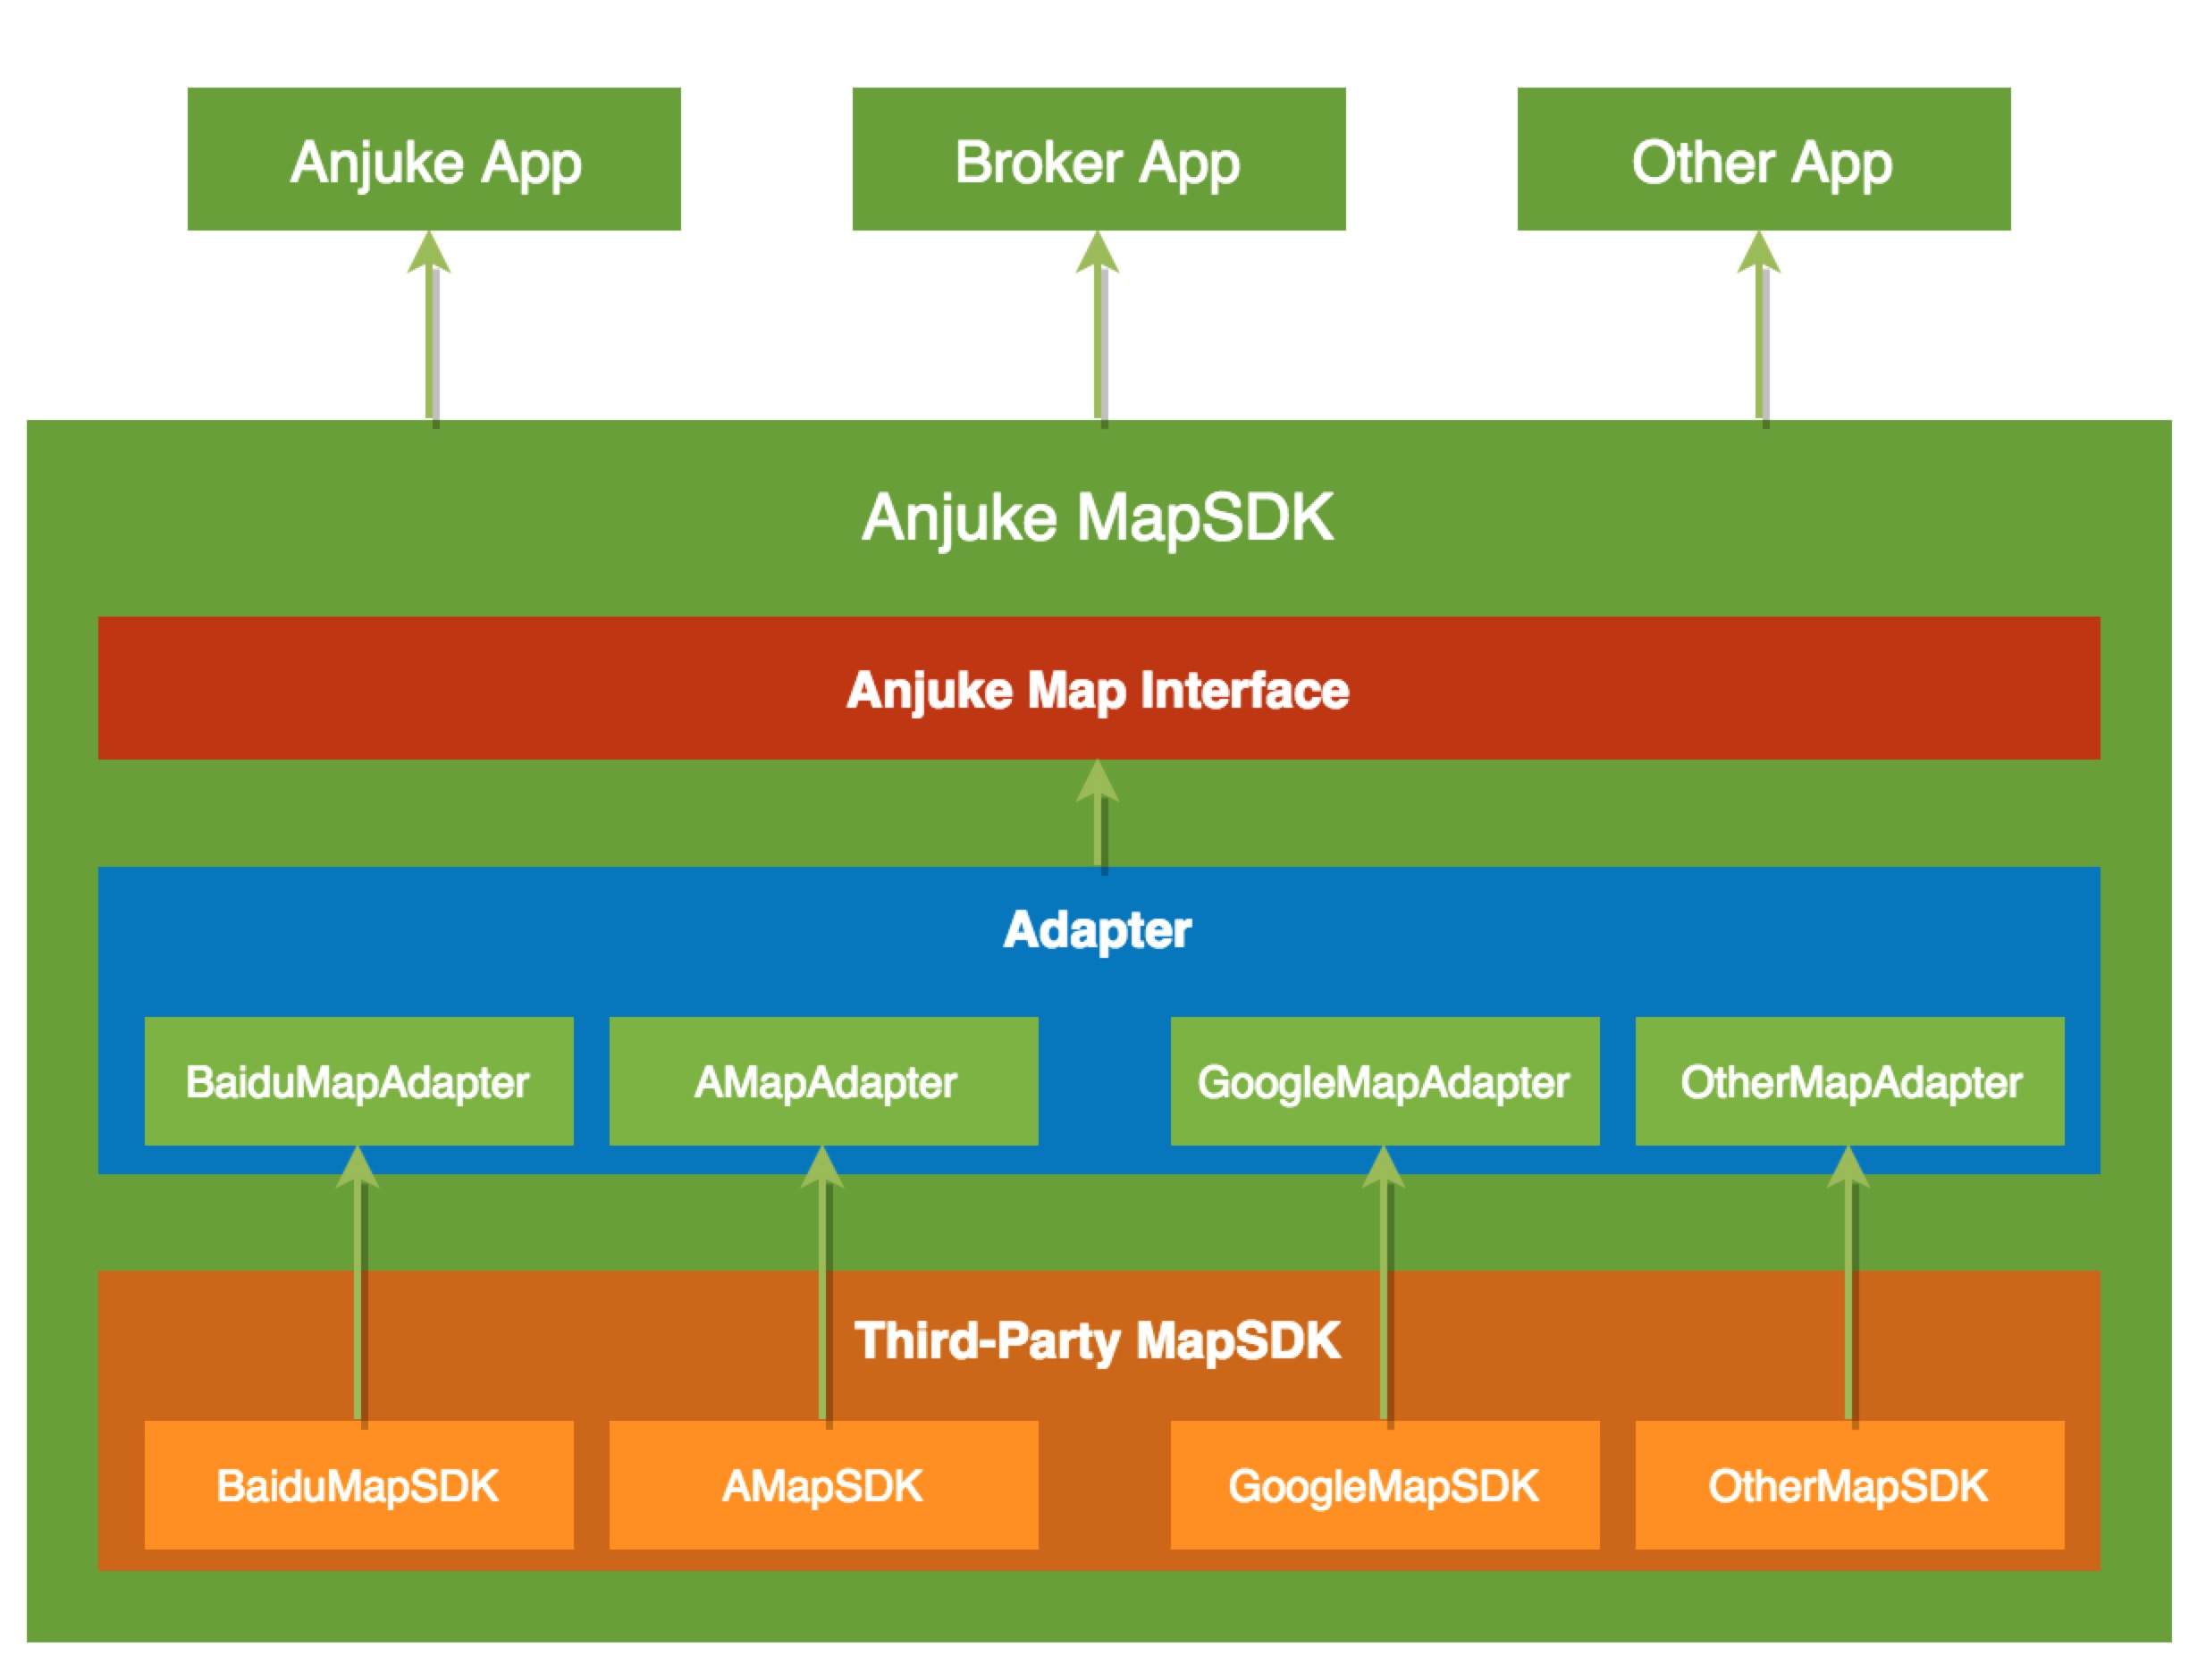 Anjuke App
Broker App
Other App
Anjuke MapSDK
Anjuke Map Interface
Adapter
BaiduMapAdapter
AMapAdapter
GoogleMapAdapter
OtherMapAdapter
Third-Party MapSDK
BaiduMapSDK
AMapSDK
GoogleMapSDK
OtherMapSDK